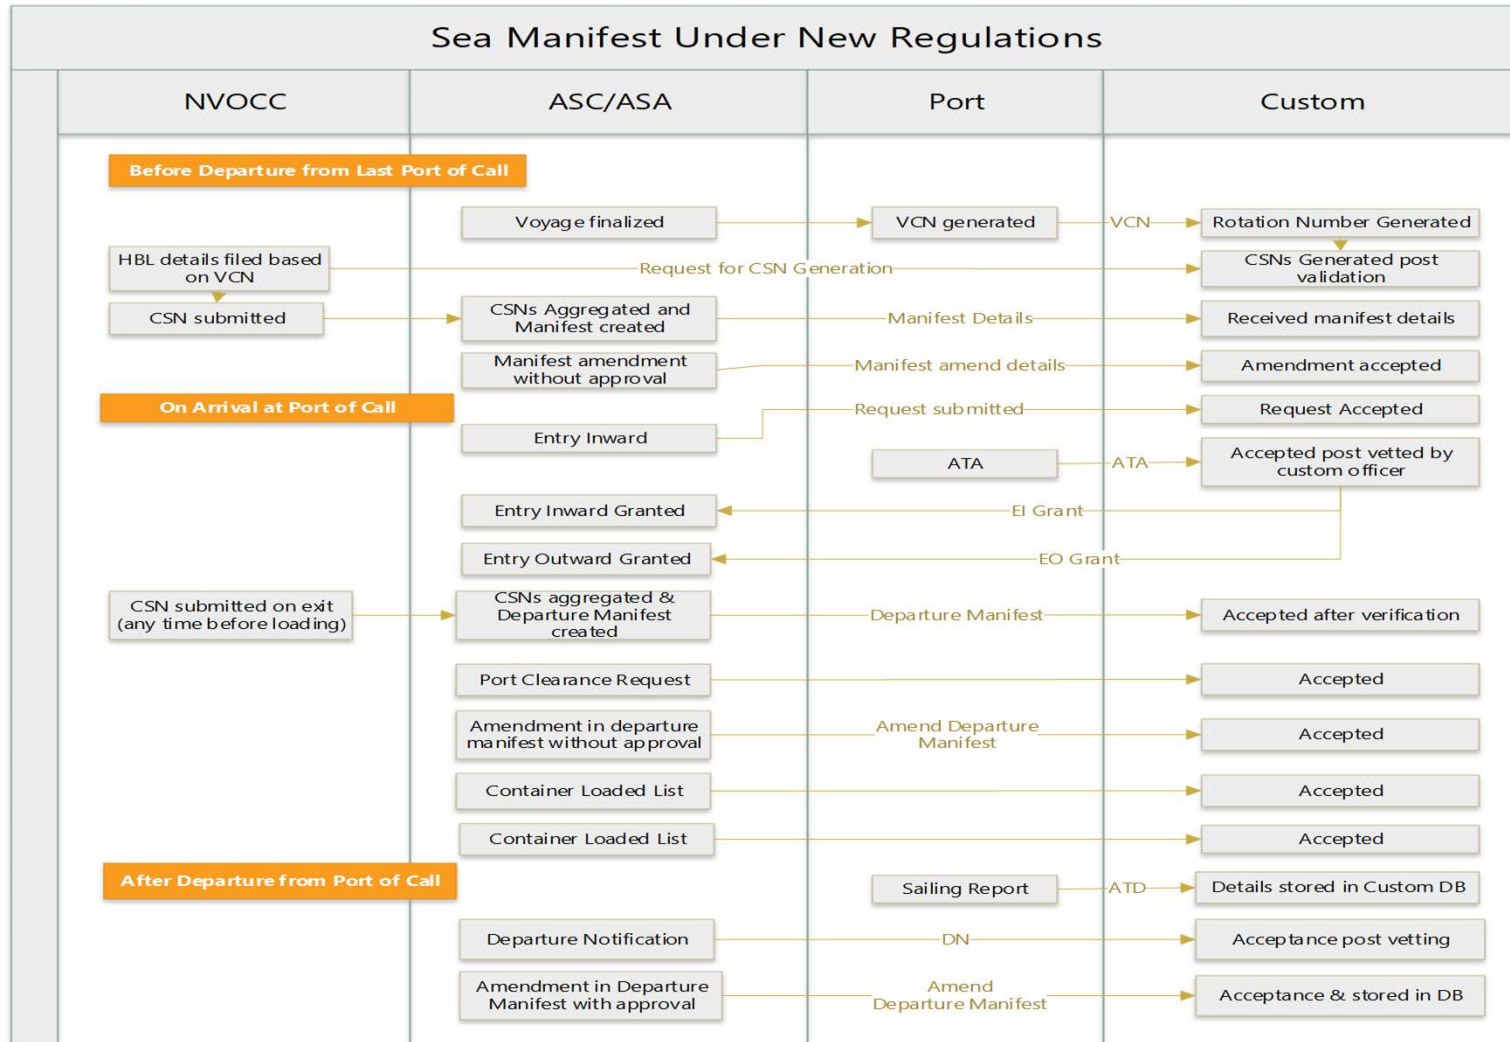 Sea Manifest Under New Regulations
NVOCC
ASC/ASA
Port
Custom
Before Departure from Last Port of Call
Voyage finalized
VCN generated
VCN
Rotation Number Generated
HBL details filed based
on VCN
Request for CSN Generation
CSNs Generated post
validation
CSN submitted
CSNs Aggregated and
Manifest created
Manifest Details
Received manifest details
Manifest amendment
without approval
Manifest amend details
Amendment accepted
On Arrival at Port of Call
Request submitted
Request Accepted
Entry Inward
ATA
ATA
Accepted post vetted by
custom officer
Entry Inward Granted
EI Grant
Entry Outward Granted
EO Grant
CSN submitted on exit
(any time before loading)
CSNs aggregated &
Departure Manifest
created
Departure Manifest
Accepted after verification
Port Clearance Request
Accepted
Amendment in departure
manifest without approval
Amend Departure
Manifest
Accepted
Container Loaded List
Accepted
Container Loaded List
Accepted
After Departure from Port of Call
Sailing Report
ATD
Details stored in Custom DB
Departure Notification
DN
Acceptance post vetting
Amendment in Departure
Manifest with approval
Amend
Departure Manifest
Acceptance & stored in DB